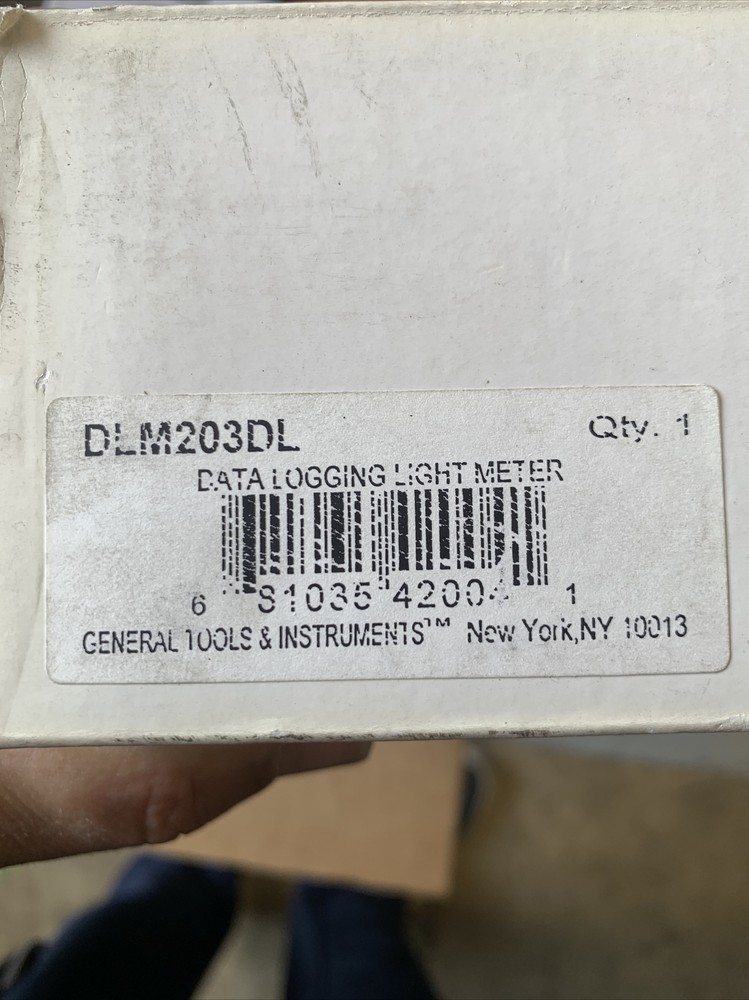 DLM203DL Qty. 1
DATA LOGGING LIGHT METER
6 81035 42004 1
GENERAL TOOLS & INSTRUMENTS™ New York,NY 10013